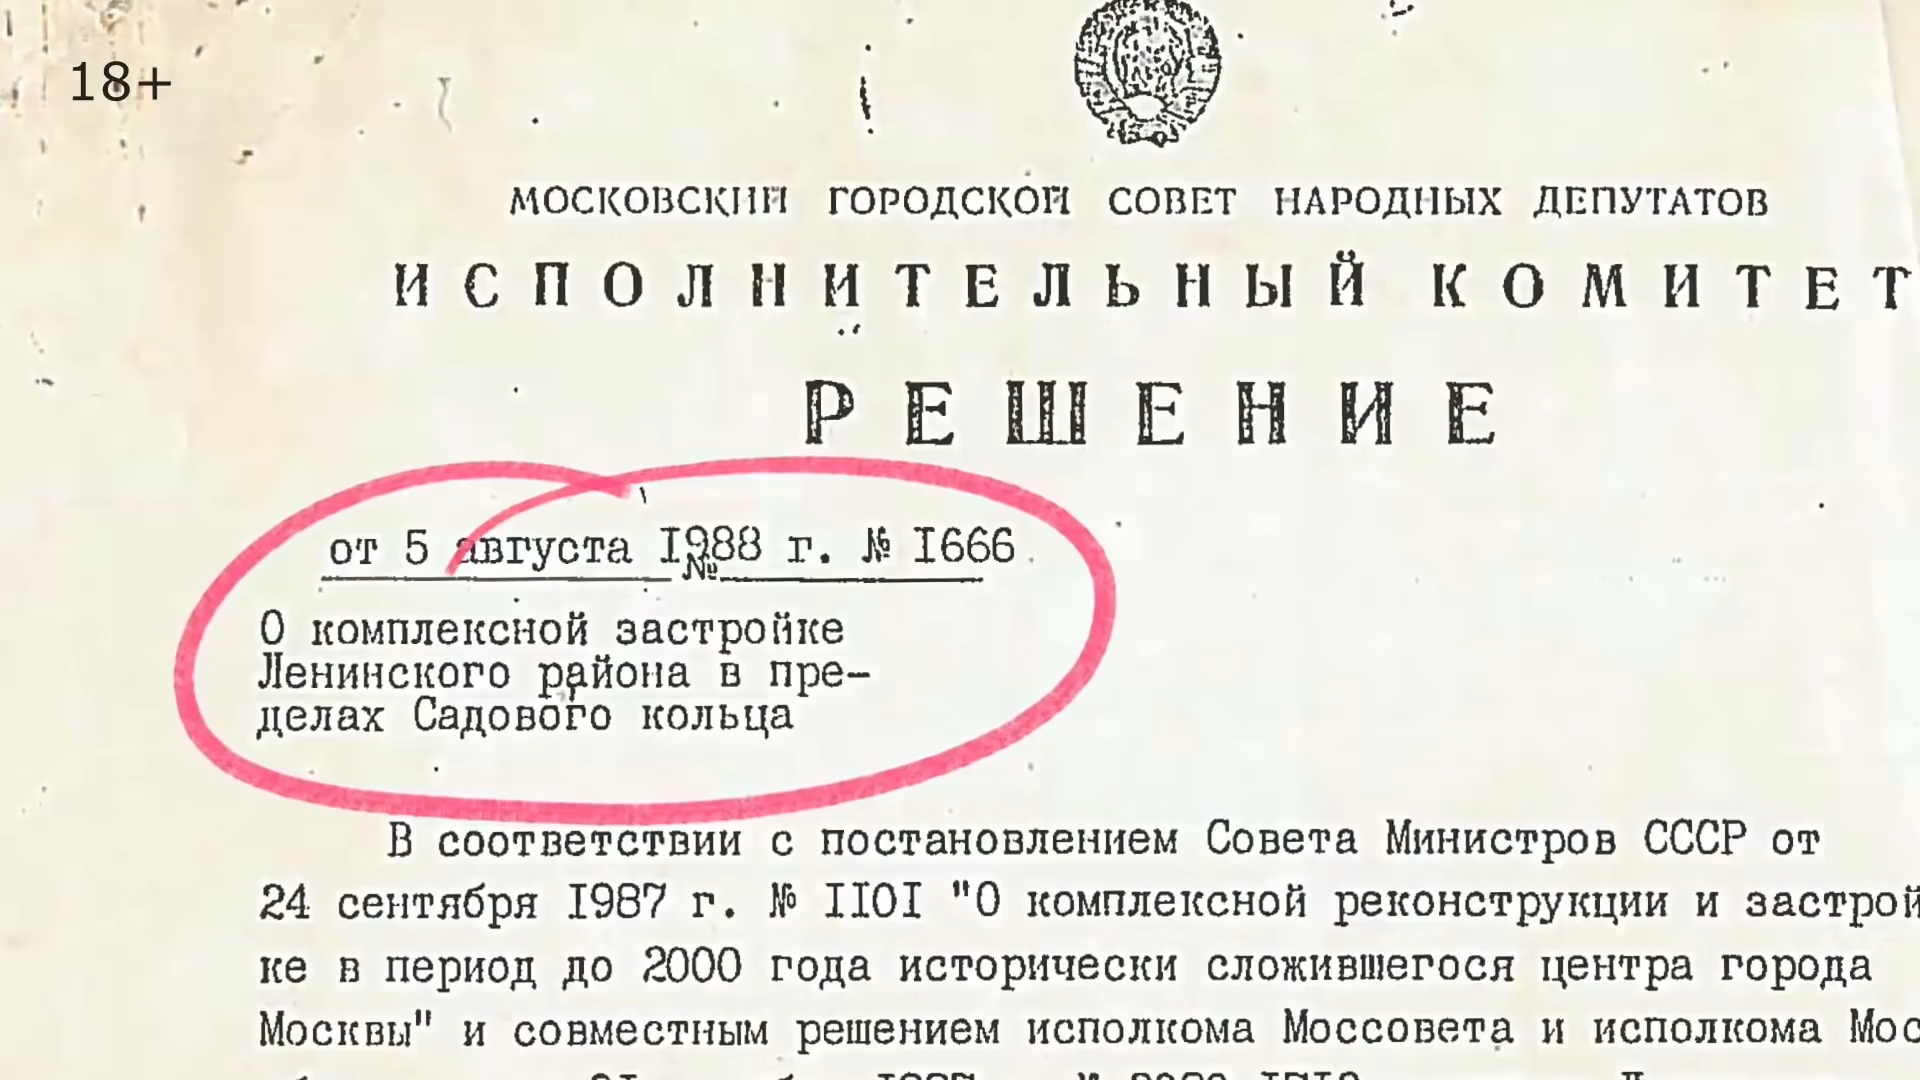 18+
МОСКОВСКИЙ ГОРОДСКОЙ СОВЕТ НАРОДНЫХ ДЕПУТАТОВ
ИСПОЛНИТЕЛЬНЫЙ КОМИТЕТ
РЕШЕНИЕ
от 5 августа 1988 г. № 1666
№
О комплексной застройке
Ленинского района в пре-
делах Садового кольца
В соответствии с постановлением Совета Министров СССР от
24 сентября 1987 г. № 1101 "О комплексной реконструкции и застрой
ке в период до 2000 года исторически сложившегося центра города
Москвы" и совместным решением исполкома Моссовета и исполкома Мос